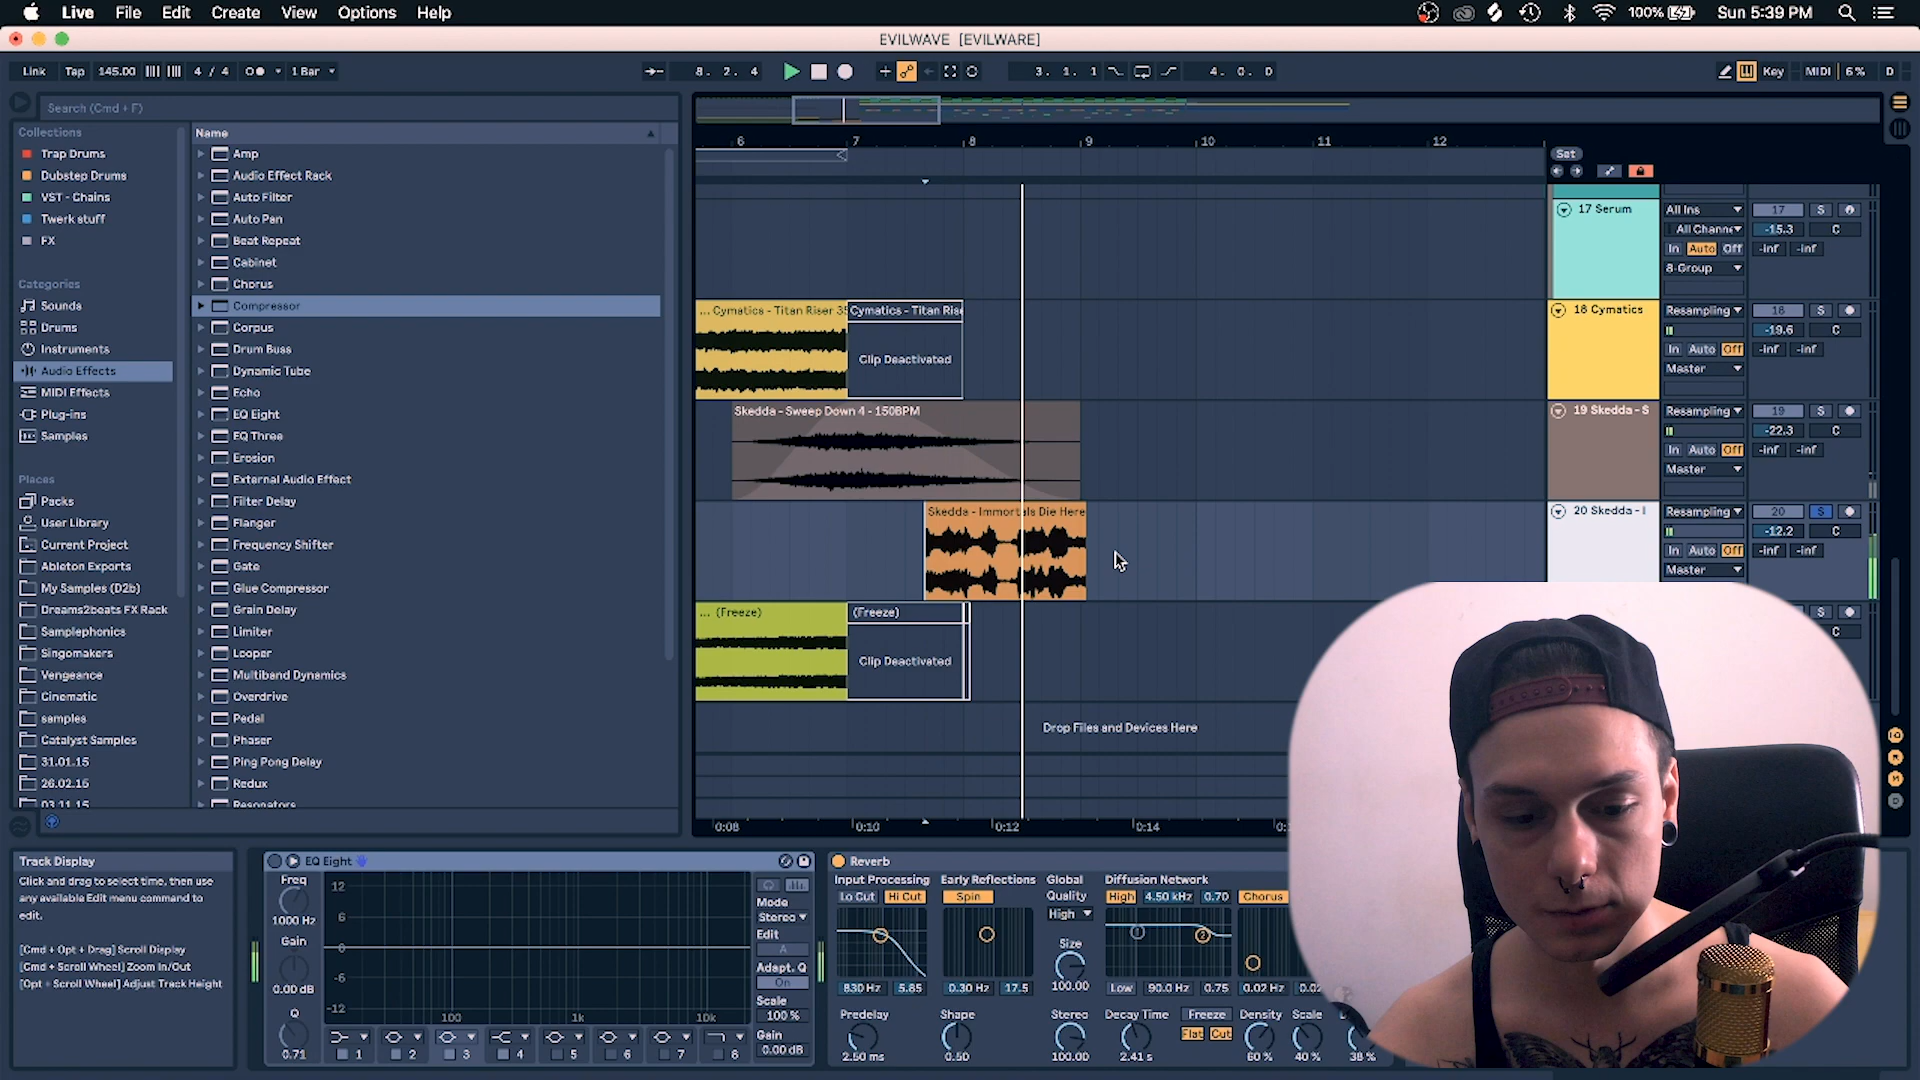 Live File Edit Create View Options Help
100% Sun 5:39 PM
EVILWAVE [EVILWARE]
Link Tap 145.00 4 / 4 1 Bar
8. 2. 4
3. 1. 1
4. 0. 0
Key MIDI 6% D
Search (Cmd + F)
Collections
Trap Drums
Dubstep Drums
VST - Chains
Twerk stuff
FX
Categories
Sounds
Drums
Instruments
Audio Effects
MIDI Effects
Plug-ins
Samples
Places
Packs
User Library
Current Project
Ableton Exports
My Samples (D2b)
Dreams2beats FX Rack
Samplephonics
Singomakers
Vengeance
Cinematic
samples
Catalyst Samples
31.01.15
26.02.15
03.11.15
Name
Amp
Audio Effect Rack
Auto Filter
Auto Pan
Beat Repeat
Cabinet
Chorus
Compressor
Corpus
Drum Buss
Dynamic Tube
Echo
EQ Eight
EQ Three
Erosion
External Audio Effect
Filter Delay
Flanger
Frequency Shifter
Gate
Glue Compressor
Grain Delay
Limiter
Looper
Multiband Dynamics
Overdrive
Pedal
Phaser
Ping Pong Delay
Redux
Resonators
6 7 8 9 10 11 12
Set
17 Serum All Ins 17 S
All Channe -15.3 C
In Auto Off -inf -inf
8-Group
... Cymatics - Titan Riser 35
Cymatics - Titan Rise
Clip Deactivated
18 Cymatics Resampling 18 S
-19.6 C
In Auto Off -inf -inf
Master
Skedda - Sweep Down 4 - 150BPM
19 Skedda - S Resampling 19 S
-22.3 C
In Auto Off -inf -inf
Master
Skedda - Immortals Die Here
20 Skedda - I Resampling 20 S
-12.2 C
In Auto Off -inf -inf
Master
... (Freeze)
(Freeze)
Clip Deactivated
S
C
Drop Files and Devices Here
0:08 0:10 0:12 0:14
Track Display
Click and drag to select time, then use
any available Edit menu command to
edit.
[Cmd + Opt + Drag] Scroll Display
[Cmd + Scroll Wheel] Zoom In/Out
[Opt + Scroll Wheel] Adjust Track Height
EQ Eight
Freq
1000 Hz
Gain
0.00 dB
Q
0.71
12
6
0
-6
-12
100 1k 10k
1 2 3 4 5 6 7 8
Mode
Stereo
Edit
A
Adapt. Q
On
Scale
100 %
Gain
0.00 dB
Reverb
Input Processing
Lo Cut Hi Cut
830 Hz 5.85
Predelay
2.50 ms
Early Reflections
Spin
0.30 Hz 17.5
Shape
0.50
Global
Quality
High
Size
100.00
Stereo
100.00
Diffusion Network
High 4.50 kHz 0.70 Chorus
Low 90.0 Hz 0.75 0.02 Hz 0.02
Decay Time
2.41 s
Freeze
Flat Cut
Density
60 %
Scale
40 %
38 %